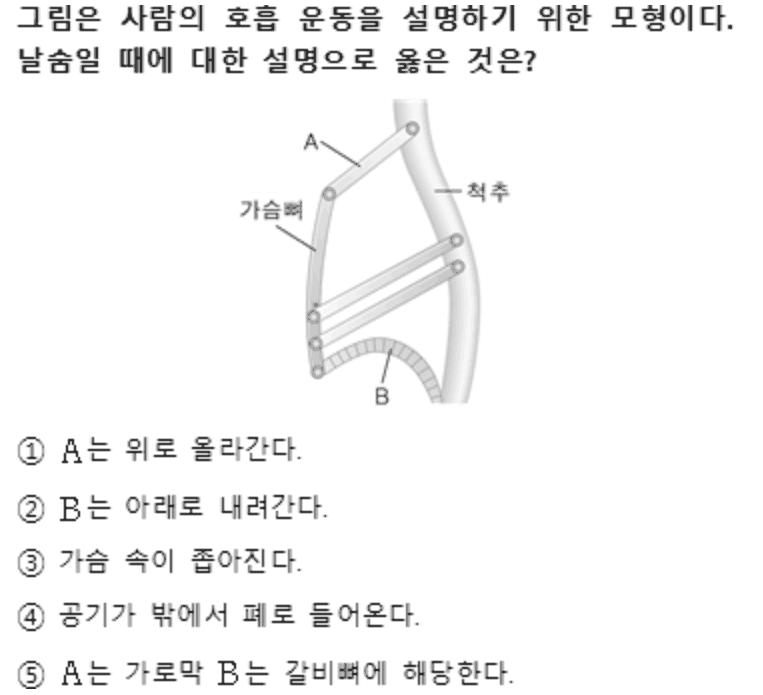 그림은 사람의 호흡 운동을 설명하기 위한 모형이다.
날숨일 때에 대한 설명으로 옳은 것은?
A
척추
가슴뼈
B
① A는 위로 올라간다.
② B는 아래로 내려간다.
③ 가슴 속이 좁아진다.
④ 공기가 밖에서 폐로 들어온다.
⑤ A는 가로막 B는 갈비뼈에 해당한다.